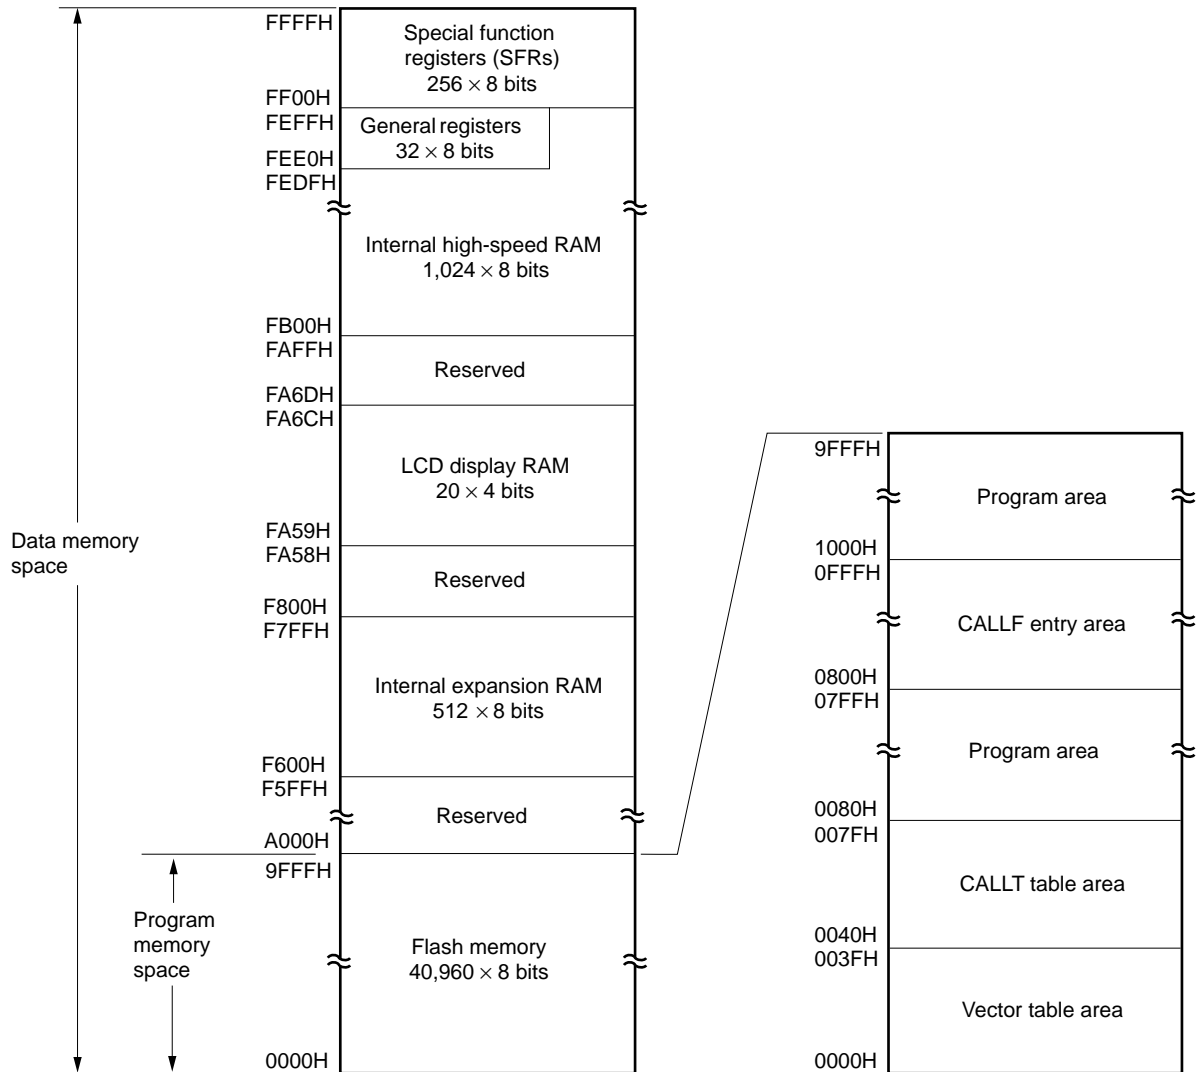 FFFFH
Special function
registers (SFRs)
256 × 8 bits
FF00H
FEFFH
General registers
32 × 8 bits
FEE0H
FEDFH
Internal high-speed RAM
1,024 × 8 bits
FB00H
FAFFH
Reserved
FA6DH
FA6CH
LCD display RAM
20 × 4 bits
FA59H
FA58H
Reserved
F800H
F7FFH
Internal expansion RAM
512 × 8 bits
F600H
F5FFH
Reserved
A000H
9FFFH
Flash memory
40,960 × 8 bits
0000H
Data memory
space
Program
memory
space
9FFFH
Program area
1000H
0FFFH
CALLF entry area
0800H
07FFH
Program area
0080H
007FH
CALLT table area
0040H
003FH
Vector table area
0000H